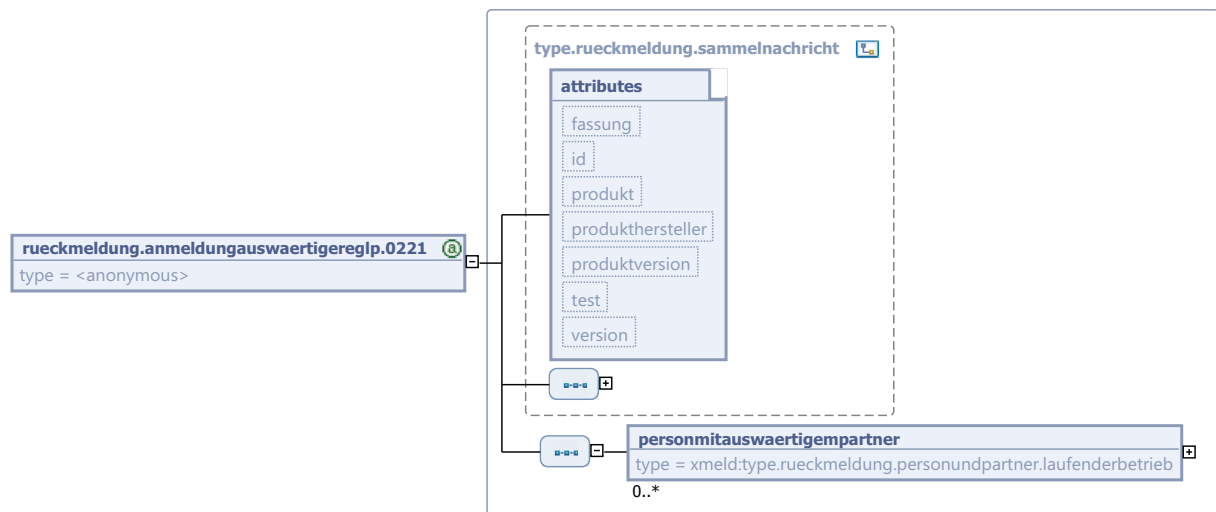 type.rueckmeldung.sammelnachricht
attributes
fassung
id
produkt
produkthersteller
produktversion
test
version
rueckmeldung.anmeldungauswaertigereglp.0221 @
type = <anonymous>
personmitauswaertigempartner
type = xmeld:type.rueckmeldung.personundpartner.laufenderbetrieb
0..*